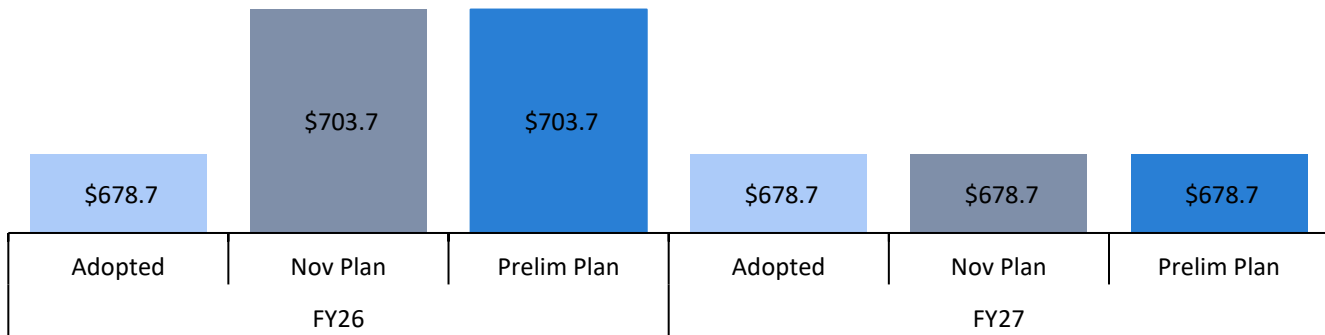 $703.7 $703.7
$678.7 $678.7 $678.7 $678.7
Adopted Nov Plan Prelim Plan Adopted Nov Plan Prelim Plan
FY26 FY27